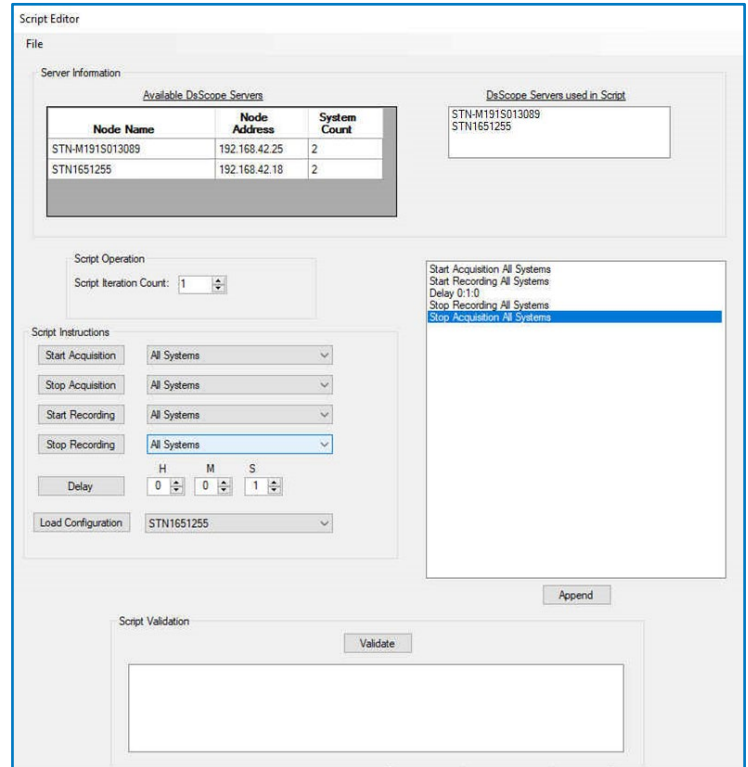 Script Editor
File
Server Information
Available DsScope Servers
DsScope Servers used in Script
Node Name Node Address System Count
STN-M191S013089 192.168.42.25 2
STN1651255 192.168.42.18 2
STN-M191S013089
STN1651255
Script Operation
Script Iteration Count: 1
Start Acquisition All Systems
Start Recording All Systems
Delay 0:1:0
Stop Recording All Systems
Stop Acquisition All Systems
Script Instructions
Start Acquisition All Systems
Stop Acquisition All Systems
Start Recording All Systems
Stop Recording All Systems
H M S
Delay 0 0 1
Load Configuration STN1651255
Append
Script Validation
Validate